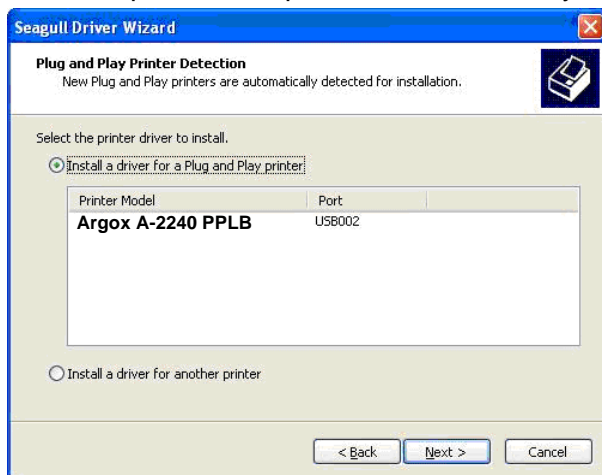 Seagull Driver Wizard
Plug and Play Printer Detection
New Plug and Play printers are automatically detected for installation.
Select the printer driver to install.
Install a driver for a Plug and Play printer
Printer Model Port
Argox A-2240 PPLB USB002
Install a driver for another printer
< Back Next > Cancel